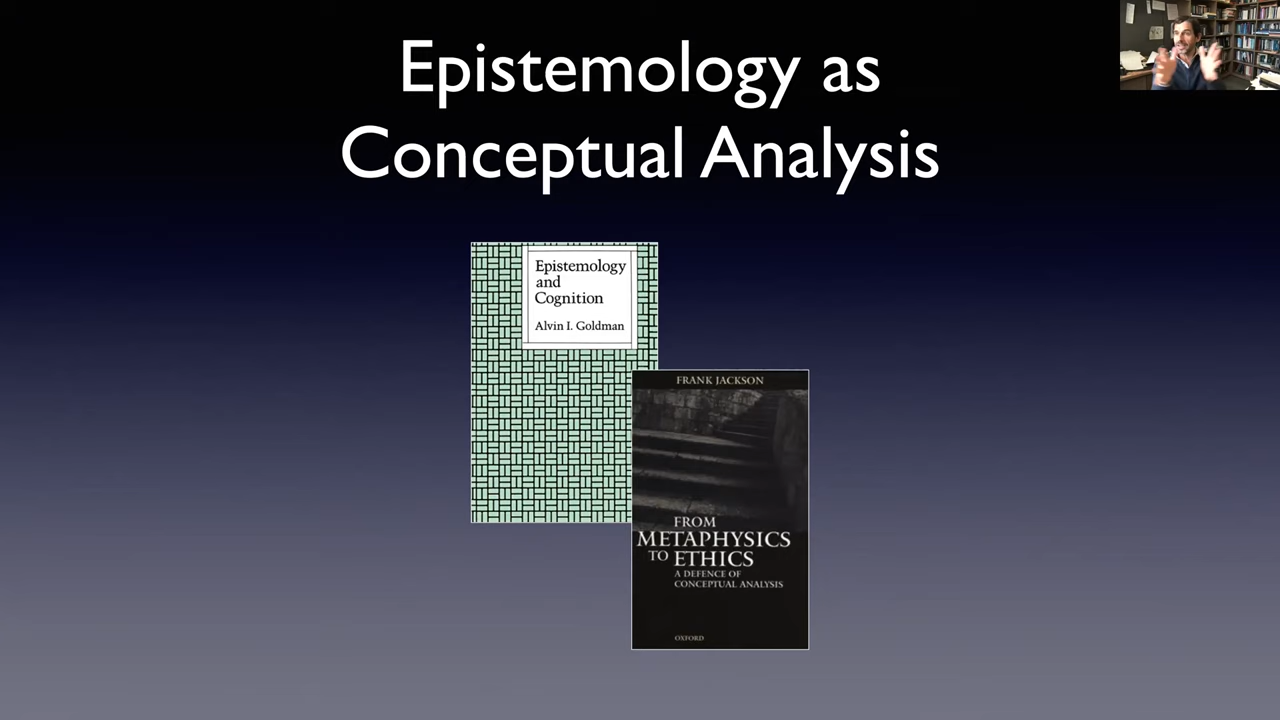 Epistemology as
Conceptual Analysis
Epistemology
and
Cognition
Alvin I. Goldman
FRANK JACKSON
FROM
METAPHYSICS
TO ETHICS
A DEFENCE OF
CONCEPTUAL ANALYSIS
OXFORD